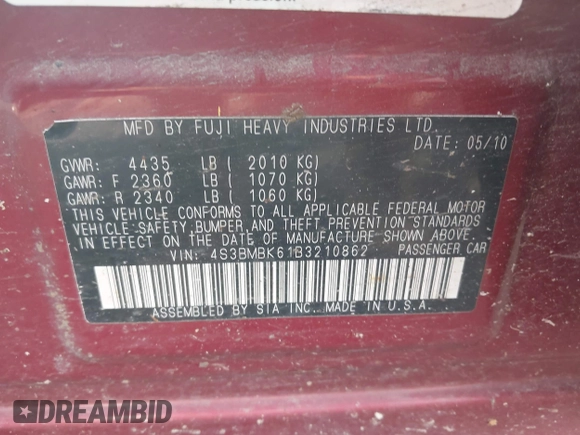 MFD BY FUJI HEAVY INDUSTRIES LTD.
DATE: 05/10
GVWR: 4435 LB ( 2010 KG)
GAWR: F 2360 LB ( 1070 KG)
GAWR: R 2340 LB ( 1060 KG)
THIS VEHICLE CONFORMS TO ALL APPLICABLE FEDERAL MOTOR
VEHICLE SAFETY, BUMPER, AND THEFT PREVENTION STANDARDS
IN EFFECT ON THE DATE OF MANUFACTURE SHOWN ABOVE.
VIN: 4S3BMBK61B3210862 PASSENGER CAR
ASSEMBLED BY SIA INC. MADE IN U.S.A.
DREAMBID